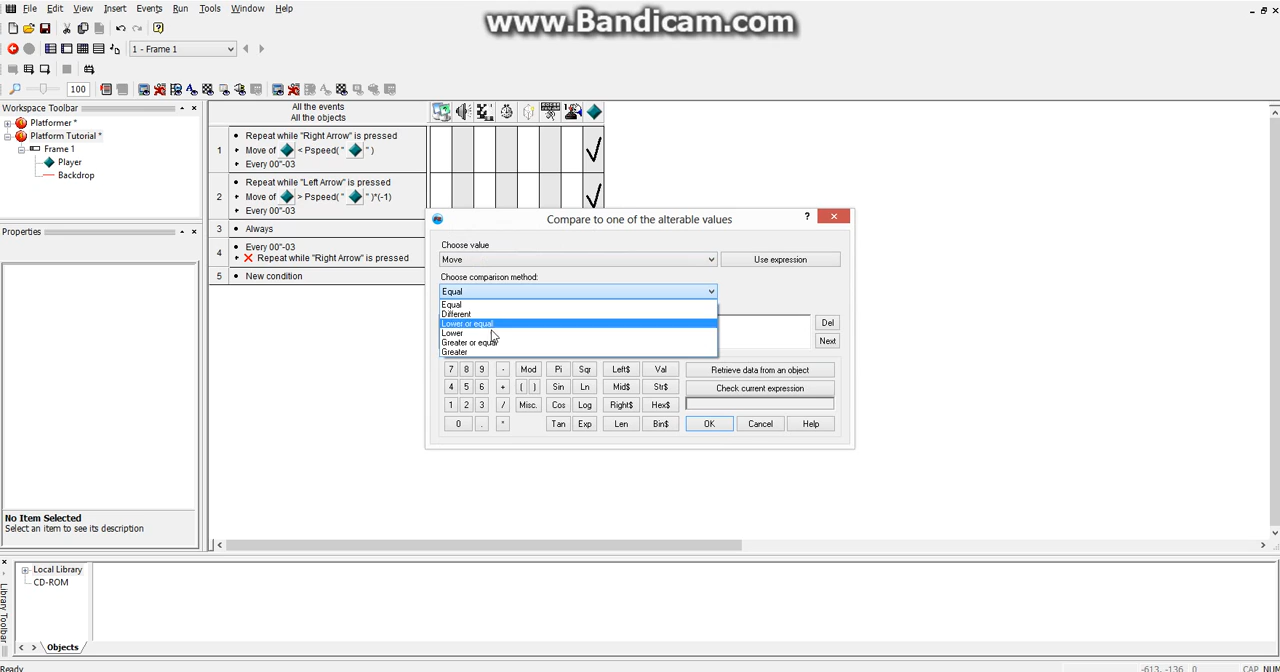 www.Bandicam.com
File Edit View Insert Events Run Tools Window Help
1 - Frame 1
100
Workspace Toolbar
Platformer *
Platform Tutorial *
Frame 1
Player
Backdrop
Properties
No Item Selected
Select an item to see its description
All the events
All the objects
1
Repeat while "Right Arrow" is pressed
Move of < Pspeed( " " )
Every 00"-03
2
Repeat while "Left Arrow" is pressed
Move of > Pspeed( " " )*(-1)
Every 00"-03
3 Always
4
Every 00"-03
Repeat while "Right Arrow" is pressed
5 New condition
Compare to one of the alterable values
?
Choose value
Move
Use expression
Choose comparison method:
Equal
Equal
Different
Lower or equal
Lower
Greater or equal
Greater
Del
Next
7 8 9 - Mod Pi Sqr Left$ Val Retrieve data from an object
4 5 6 + ( ) Sin Ln Mid$ Str$ Check current expression
1 2 3 / Misc. Cos Log Right$ Hex$
0 . * Tan Exp Len Bin$ OK Cancel Help
Library Toolbar
Local Library
CD-ROM
Objects
Ready
-613, -136 0 CAP NUM